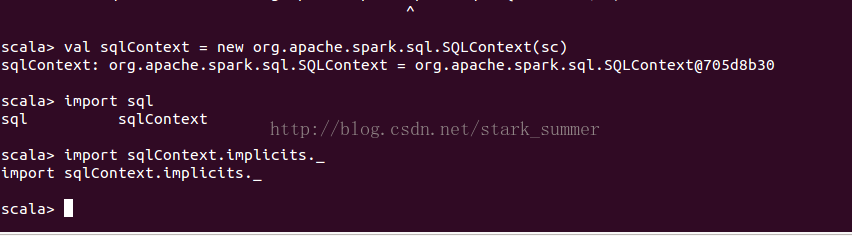 ^
scala> val sqlContext = new org.apache.spark.sql.SQLContext(sc)
sqlContext: org.apache.spark.sql.SQLContext = org.apache.spark.sql.SQLContext@705d8b30
scala> import sql
sql sqlContext
http://blog.csdn.net/stark_summer
scala> import sqlContext.implicits._
import sqlContext.implicits._
scala>